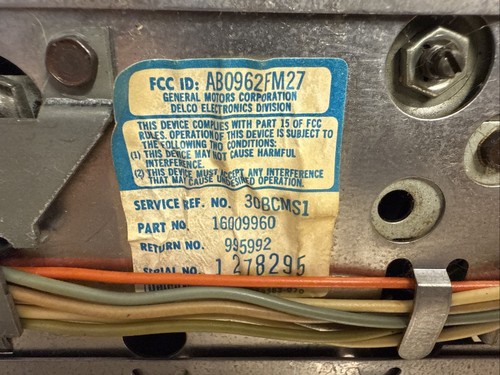 FCC ID: AB0962FM27
GENERAL MOTORS CORPORATION
DELCO ELECTRONICS DIVISION
THIS DEVICE COMPLIES WITH PART 15 OF FCC
RULES. OPERATION OF THIS DEVICE IS SUBJECT TO
THE FOLLOWING TWO CONDITIONS:
(1) THIS DEVICE MAY NOT CAUSE HARMFUL
INTERFERENCE.
(2) THIS DEVICE MUST ACCEPT ANY INTERFERENCE
THAT MAY CAUSE UNDESIRED OPERATION.
SERVICE REF. NO. 30BCMS1
PART NO. 16009960
RETURN NO. 995992
SERIAL NO. 1 278295